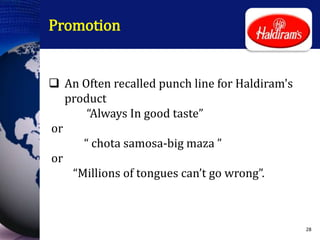 Promotion
Haldiram's
❑ An Often recalled punch line for Haldiram's
product
“Always In good taste”
or
“ chota samosa-big maza ”
or
“Millions of tongues can’t go wrong”.
28